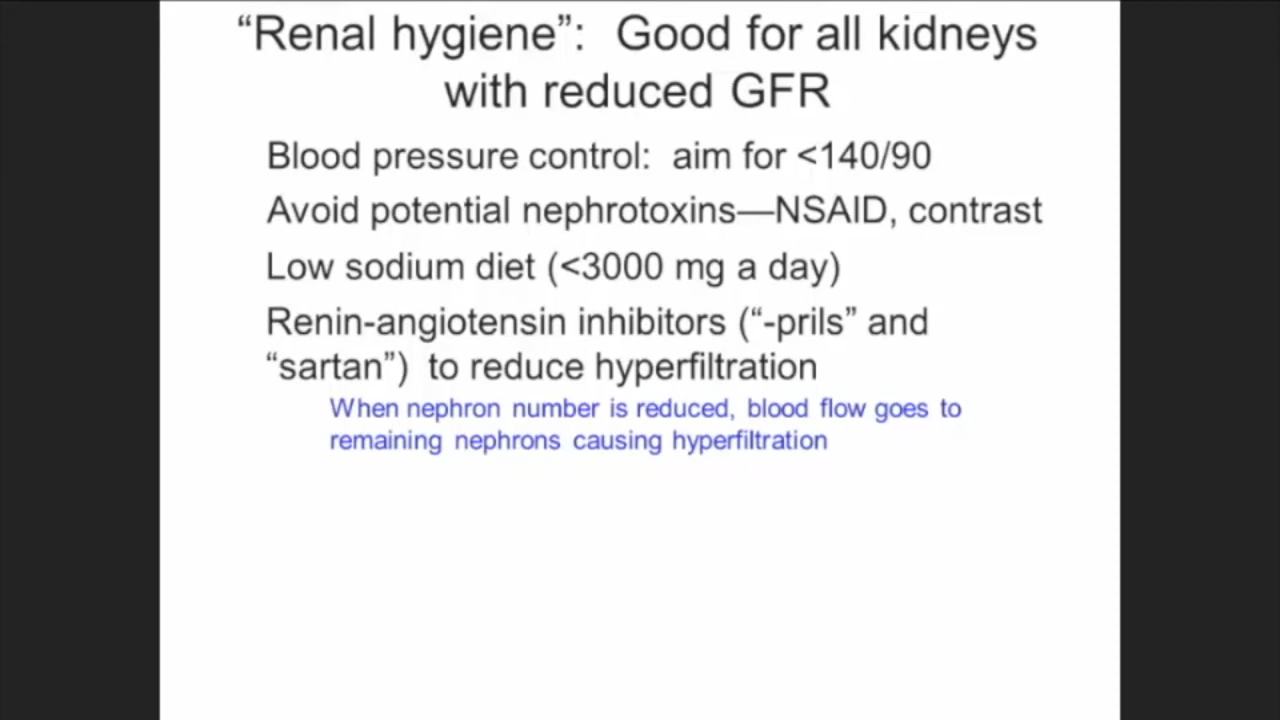 “Renal hygiene”: Good for all kidneys
with reduced GFR
Blood pressure control: aim for <140/90
Avoid potential nephrotoxins—NSAID, contrast
Low sodium diet (<3000 mg a day)
Renin-angiotensin inhibitors (“-prils” and
“sartan”) to reduce hyperfiltration
When nephron number is reduced, blood flow goes to
remaining nephrons causing hyperfiltration